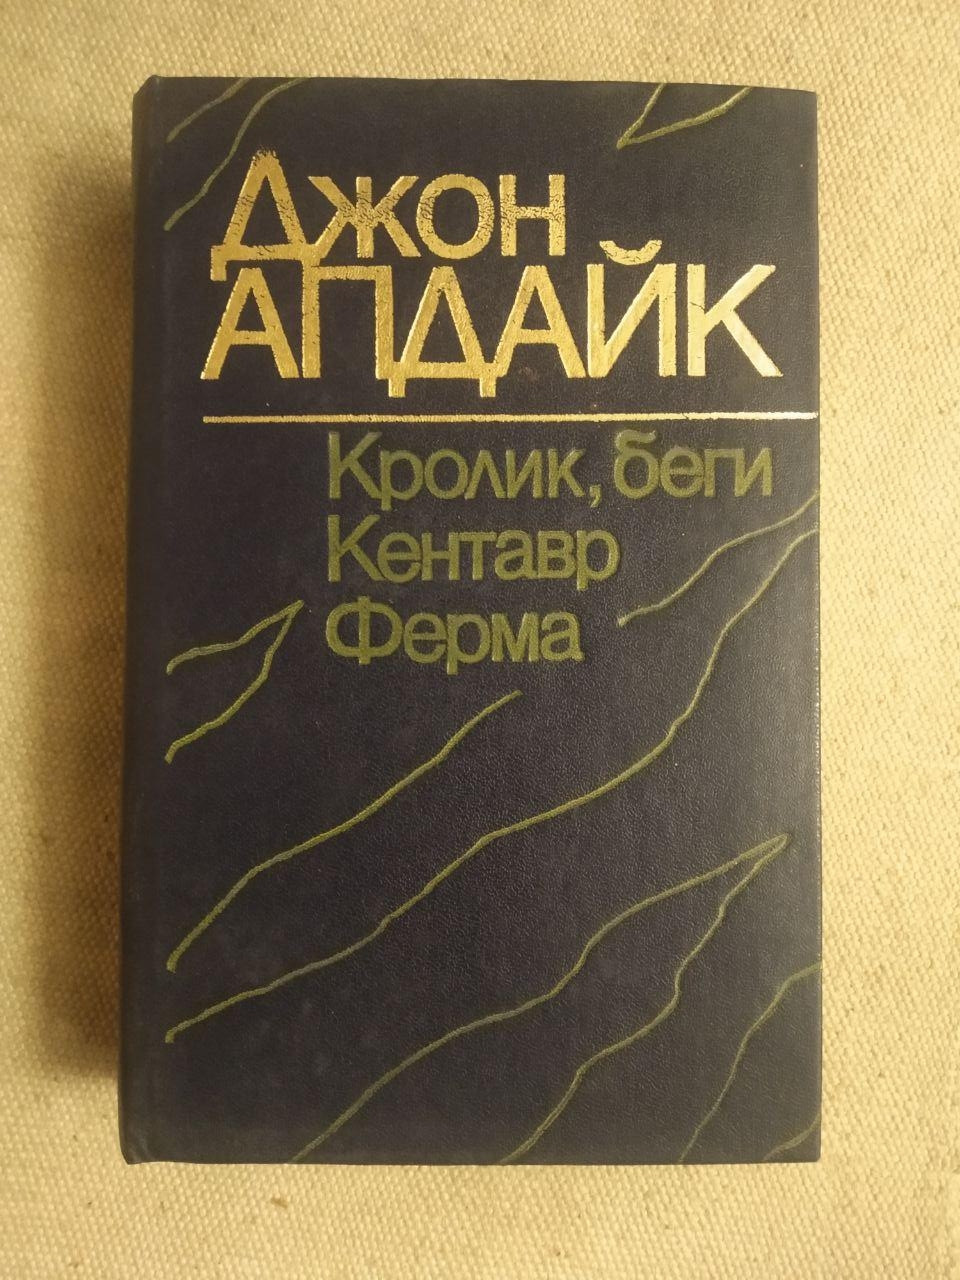 ДЖОН
АПДАЙК
Кролик, беги
Кентавр
Ферма